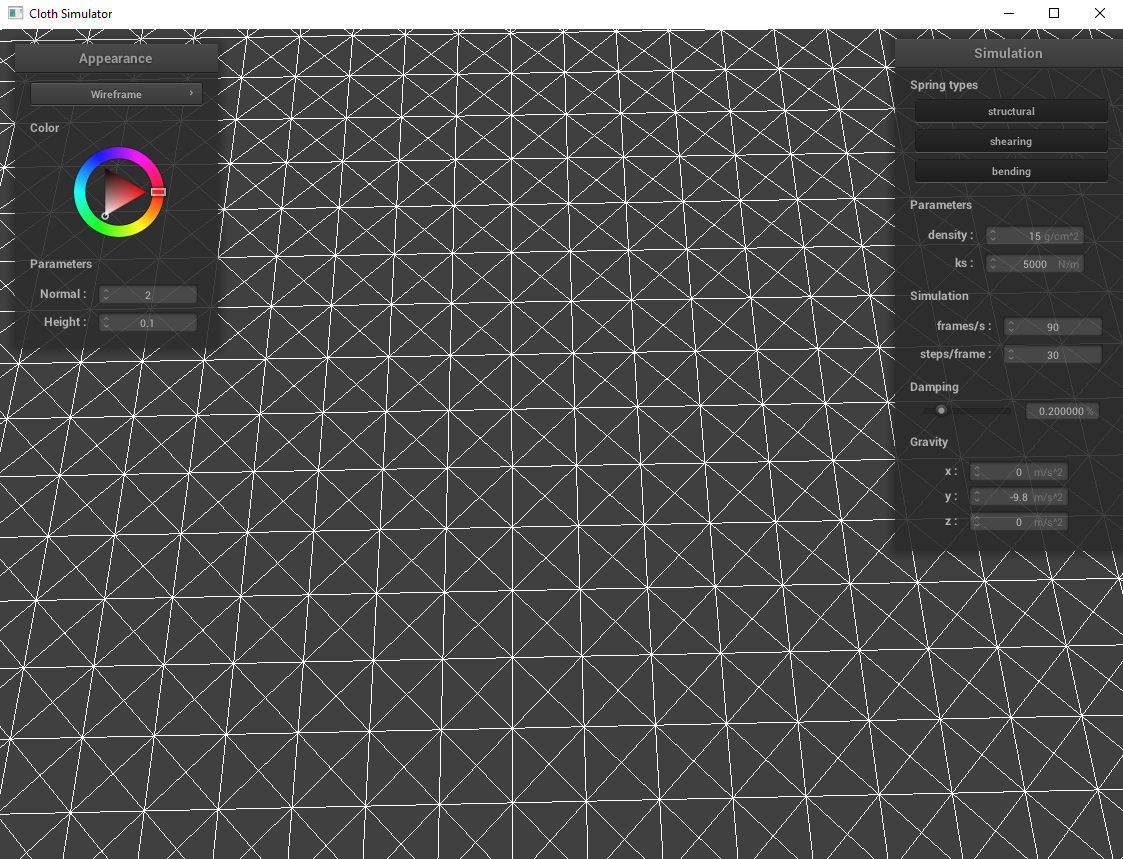 Cloth Simulator
Appearance
Wireframe
Color
Parameters
Normal : 2
Height : 0.1
Simulation
Spring types
structural
shearing
bending
Parameters
density : 15 g/cm^2
ks : 5000 N/m
Simulation
frames/s : 90
steps/frame : 30
Damping
0.200000 %
Gravity
x : 0 m/s^2
y : -9.8 m/s^2
z : 0 m/s^2